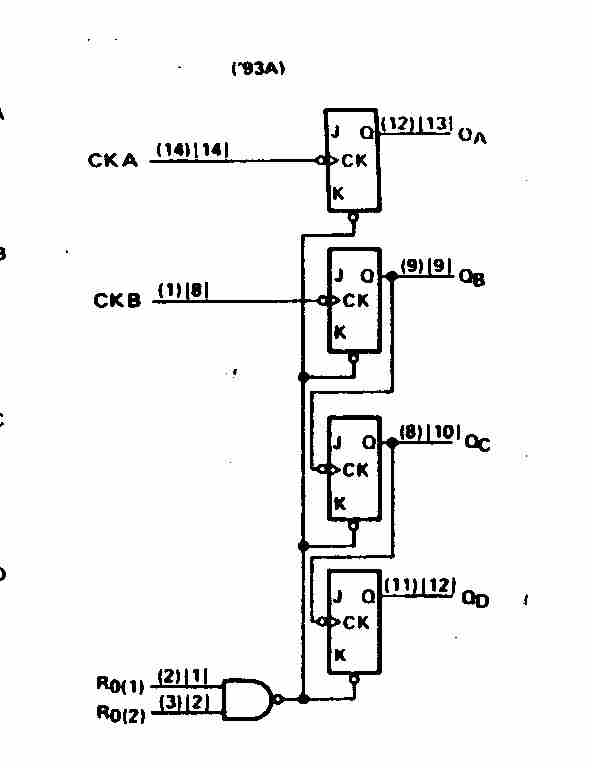 ('93A)
J Q (12)[13] QA
CKA (14)[14] CK
K
J Q (9)[9] QB
CKB (1)[8] CK
K
J Q (8)[10] QC
CK
K
J Q (11)[12] QD
CK
K
R0(1) (2)[1]
R0(2) (3)[2]